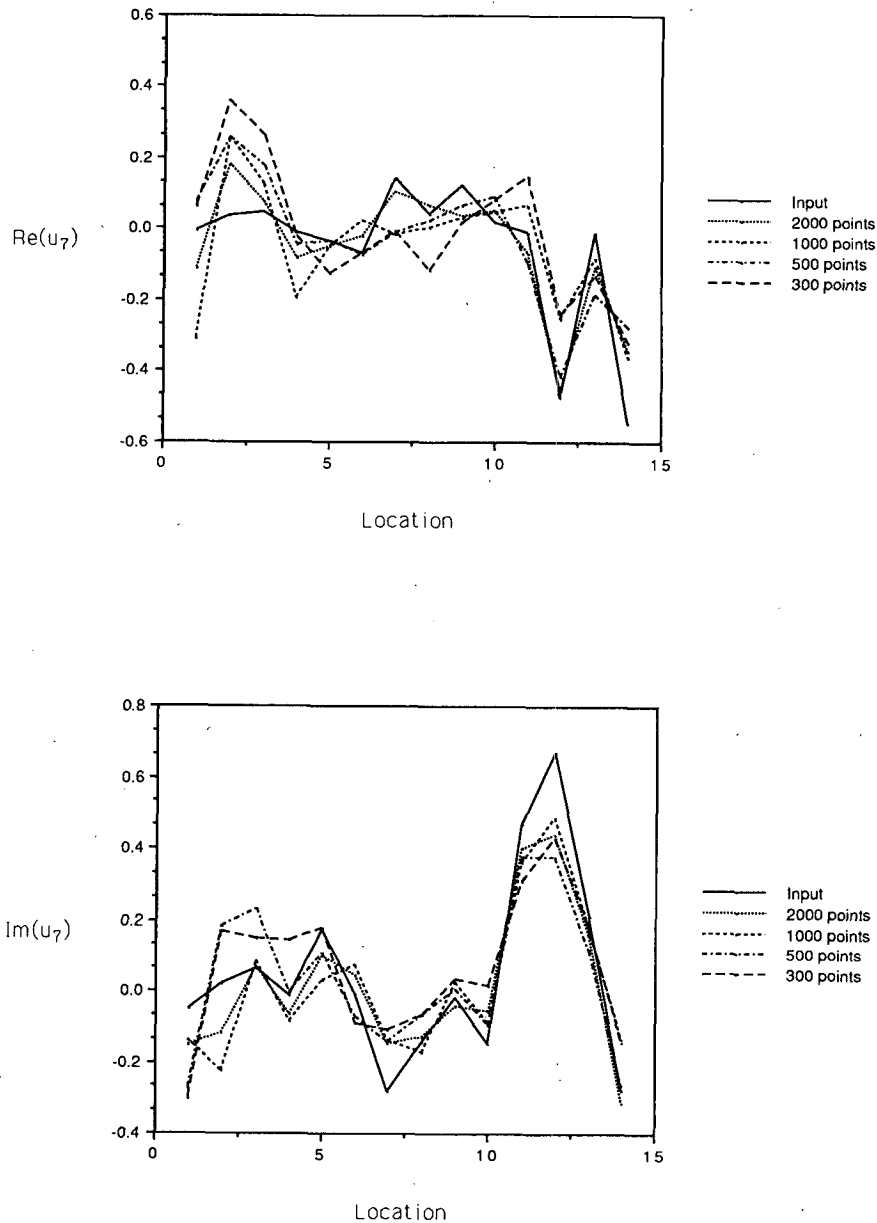 0.6
0.4
0.2
0.0
-0.2
-0.4
-0.6
Re(u7)
0
5
10
15
Location
Input
2000 points
1000 points
500 points
300 points
0.8
0.6
0.4
0.2
0.0
-0.2
-0.4
Im(u7)
0
5
10
15
Location
Input
2000 points
1000 points
500 points
300 points